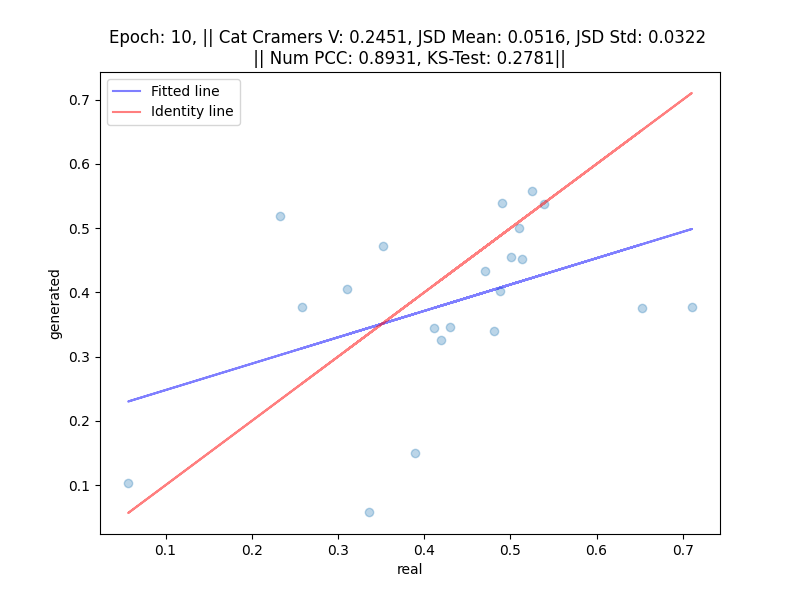 Epoch: 10, || Cat Cramers V: 0.2451, JSD Mean: 0.0516, JSD Std: 0.0322
|| Num PCC: 0.8931, KS-Test: 0.2781||
Fitted line
Identity line
generated
0.7
0.6
0.5
0.4
0.3
0.2
0.1
0.1 0.2 0.3 0.4 0.5 0.6 0.7
real